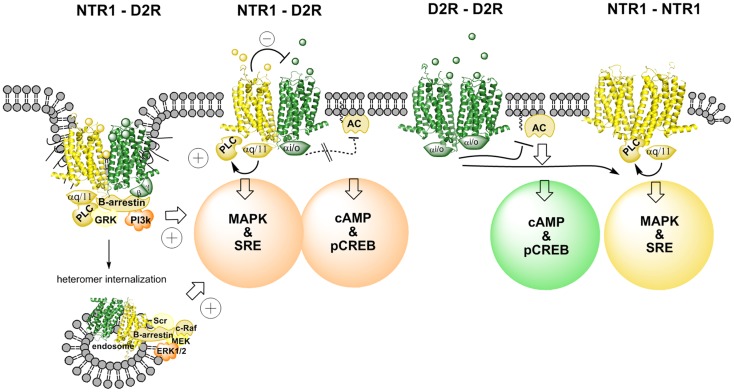 NTR1 - D2R
NTR1 - D2R
D2R - D2R
NTR1 - NTR1
−
AC
AC
PLC
αq/11
αi/o
αi/o
αi/o
PLC
αq/11
+
αq/11
B-arrestin
PLC
GRK
PI3k
+
MAPK
&
SRE
cAMP
&
pCREB
cAMP
&
pCREB
MAPK
&
SRE
heteromer internalization
+
Scr
c-Raf
B-arrestin
MEK
endosome
ERK1/2